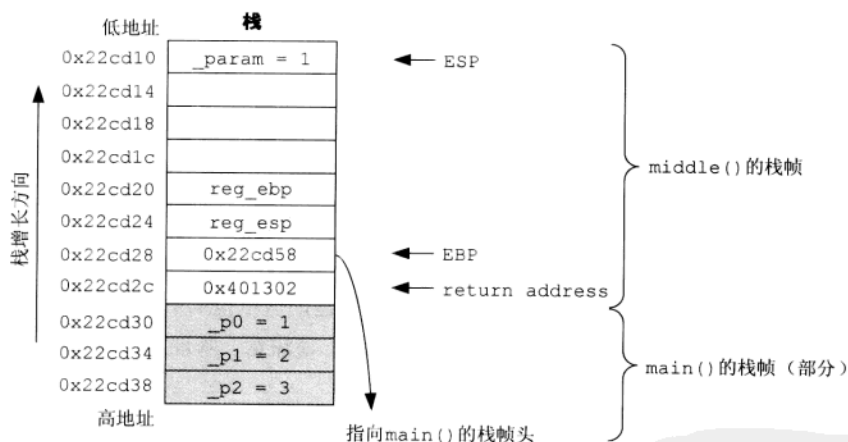 低地址
栈
0x22cd10 _param = 1 ESP
0x22cd14
0x22cd18
0x22cd1c
0x22cd20 reg_ebp
0x22cd24 reg_esp
0x22cd28 0x22cd58 EBP
0x22cd2c 0x401302 return address
0x22cd30 _p0 = 1
0x22cd34 _p1 = 2
0x22cd38 _p2 = 3
高地址
栈增长方向
middle()的栈帧
main()的栈帧（部分）
指向main()的栈帧头